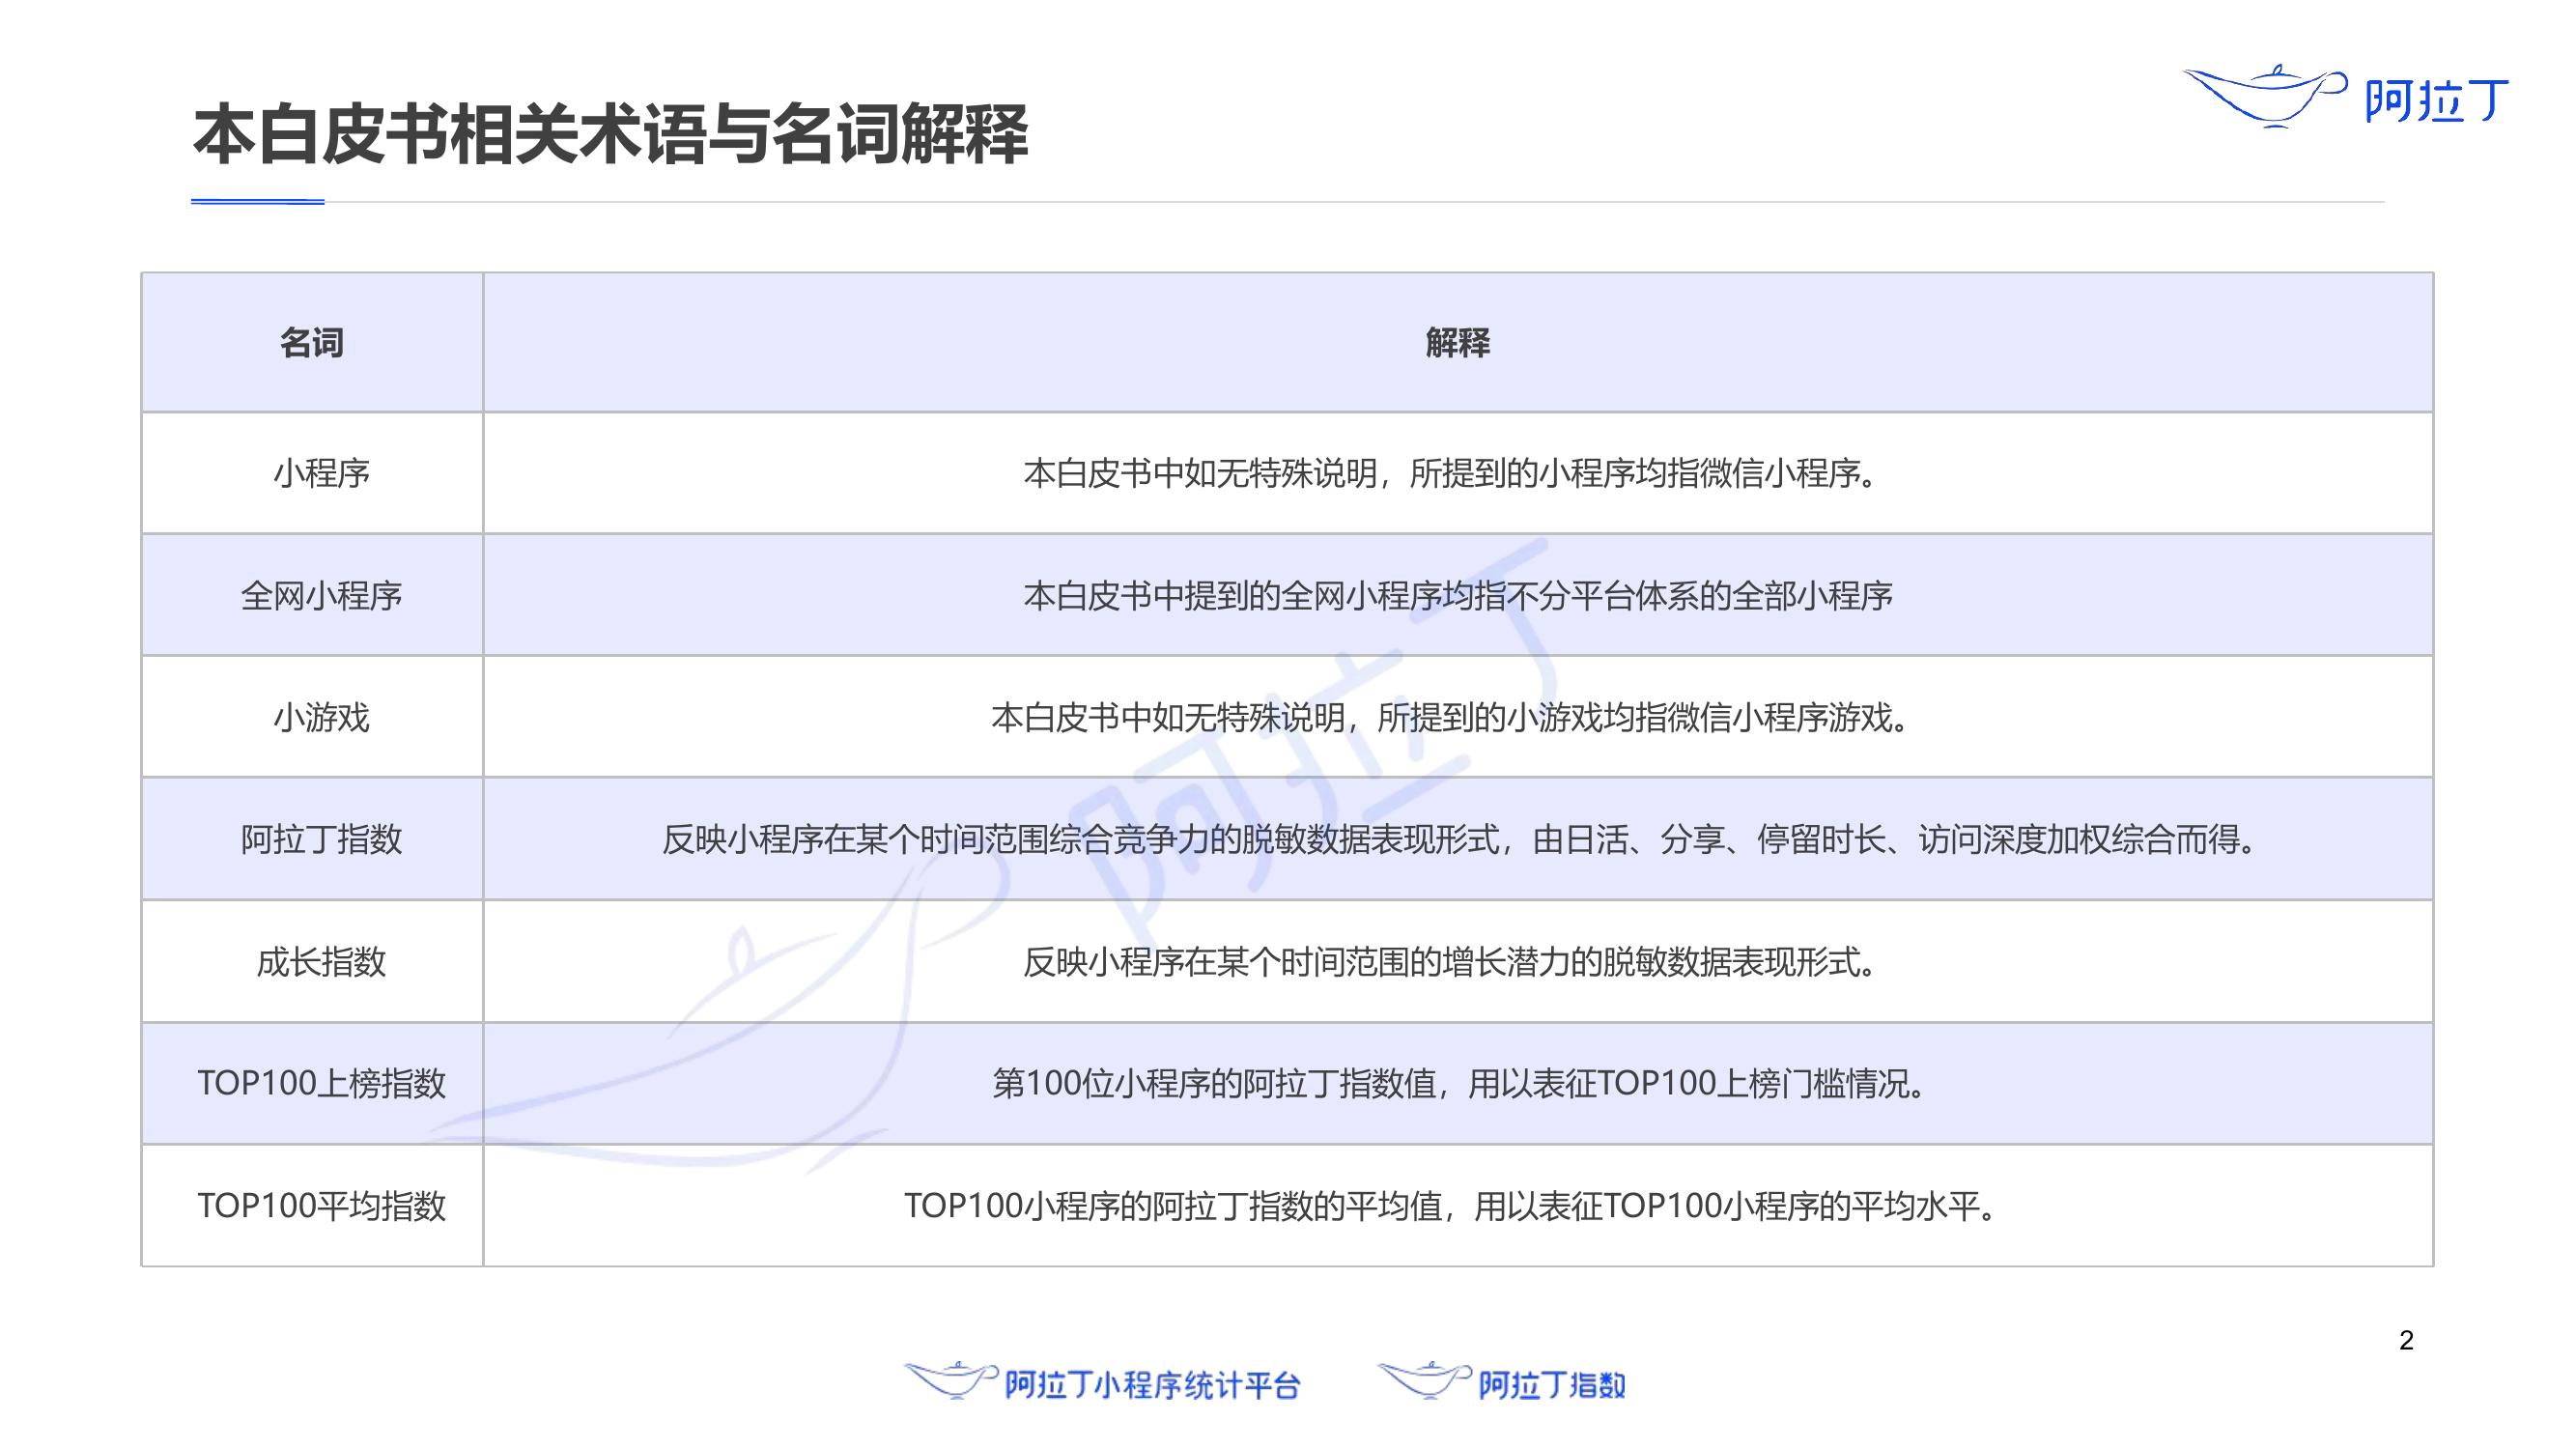 本白皮书相关术语与名词解释
阿拉丁
名词 解释
小程序 本白皮书中如无特殊说明，所提到的小程序均指微信小程序。
全网小程序 本白皮书中提到的全网小程序均指不分平台体系的全部小程序
小游戏 本白皮书中如无特殊说明，所提到的小游戏均指微信小程序游戏。
阿拉丁指数 反映小程序在某个时间范围综合竞争力的脱敏数据表现形式，由日活、分享、停留时长、访问深度加权综合而得。
成长指数 反映小程序在某个时间范围的增长潜力的脱敏数据表现形式。
TOP100上榜指数 第100位小程序的阿拉丁指数值，用以表征TOP100上榜门槛情况。
TOP100平均指数 TOP100小程序的阿拉丁指数的平均值，用以表征TOP100小程序的平均水平。
阿拉丁
2
阿拉丁小程序统计平台 阿拉丁指数